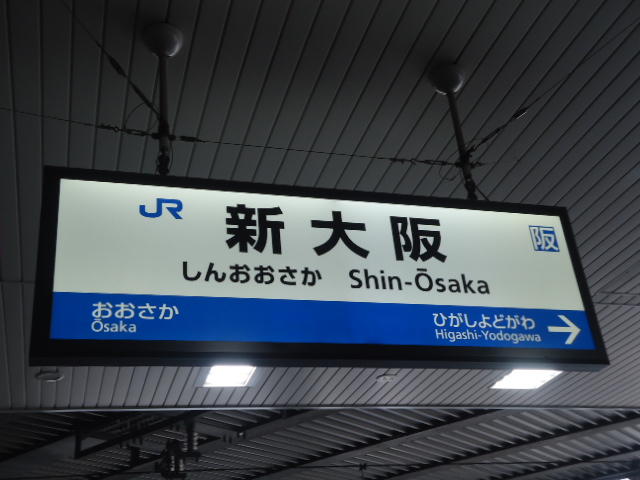 JR 新大阪 阪
しんおおさか Shin-Ōsaka
おおさか ひがしよどがわ
Ōsaka Higashi-Yodogawa